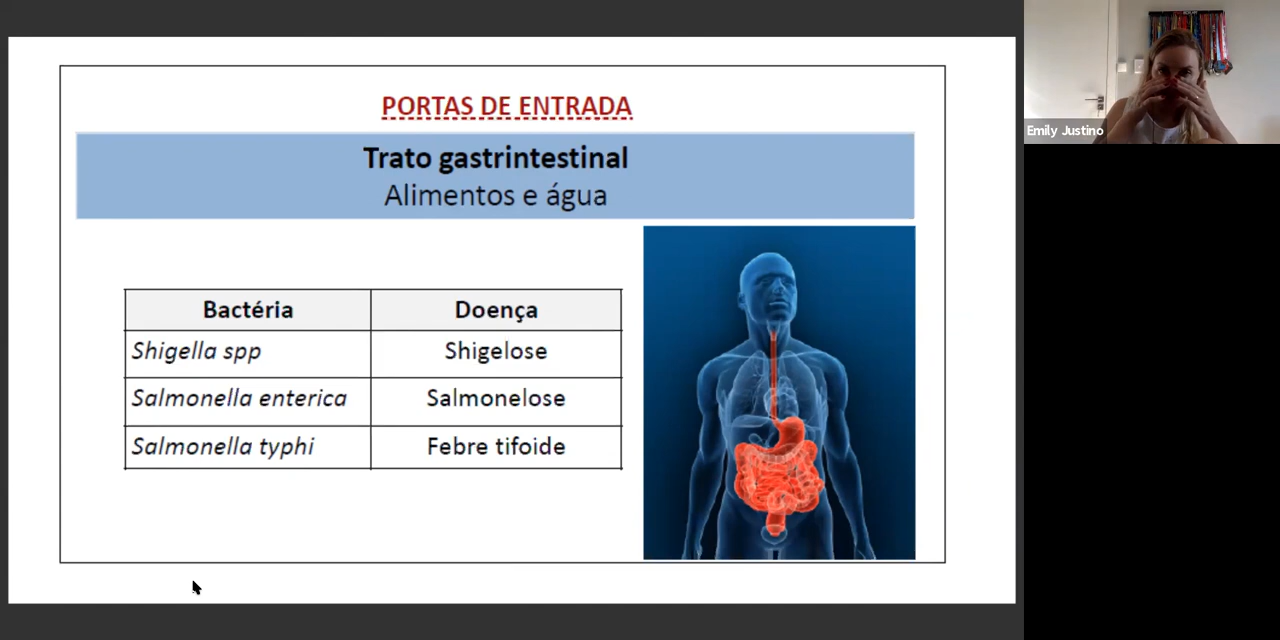 PORTAS DE ENTRADA
Trato gastrintestinal
Alimentos e água
Bactéria Doença
Shigella spp Shigelose
Salmonella enterica Salmonelose
Salmonella typhi Febre tifoide
Emily Justino